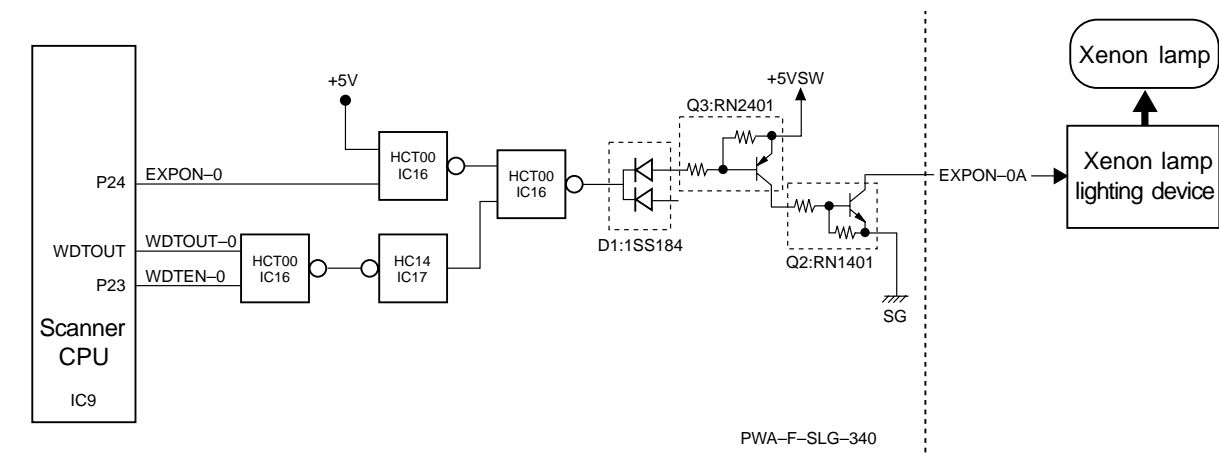 Xenon lamp
+5V
+5VSW
Q3:RN2401
HCT00
IC16
HCT00
IC16
P24
EXPON–0
EXPON–0A
Xenon lamp
lighting device
D1:1SS184
WDTOUT
WDTOUT–0
HCT00
IC16
HC14
IC17
Q2:RN1401
P23
WDTEN–0
SG
Scanner
CPU
IC9
PWA–F–SLG–340